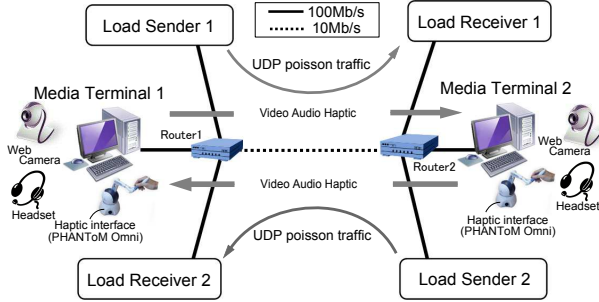 Load Sender 1
100Mb/s
10Mb/s
Load Receiver 1
UDP poisson traffic
Media Terminal 1
Media Terminal 2
Video Audio Haptic
Router1
Router2
Web
Camera
Web
Camera
Video Audio Haptic
Headset
Haptic interface
(PHANToM Omni)
Haptic interface
(PHANToM Omni)
Headset
UDP poisson traffic
Load Receiver 2
Load Sender 2